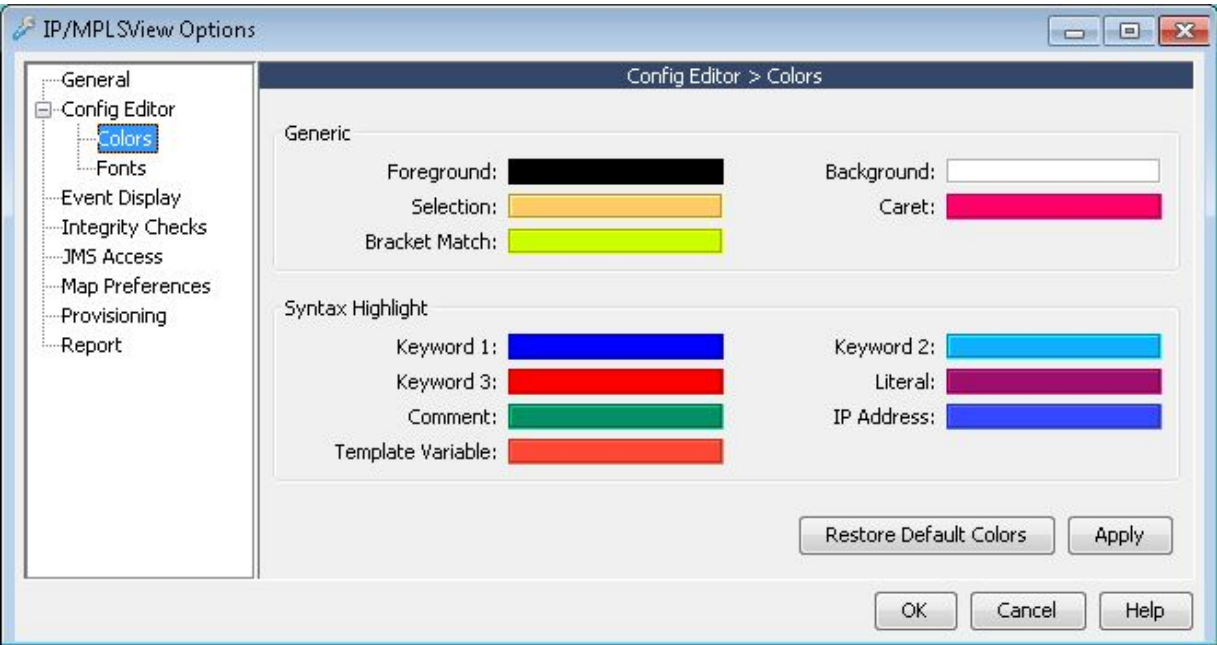 IP/MPLSView Options
General
Config Editor
Colors
Fonts
Event Display
Integrity Checks
JMS Access
Map Preferences
Provisioning
Report
Config Editor > Colors
Generic
Foreground: Background:
Selection: Caret:
Bracket Match:
Syntax Highlight
Keyword 1: Keyword 2:
Keyword 3: Literal:
Comment: IP Address:
Template Variable:
Restore Default Colors Apply
OK Cancel Help